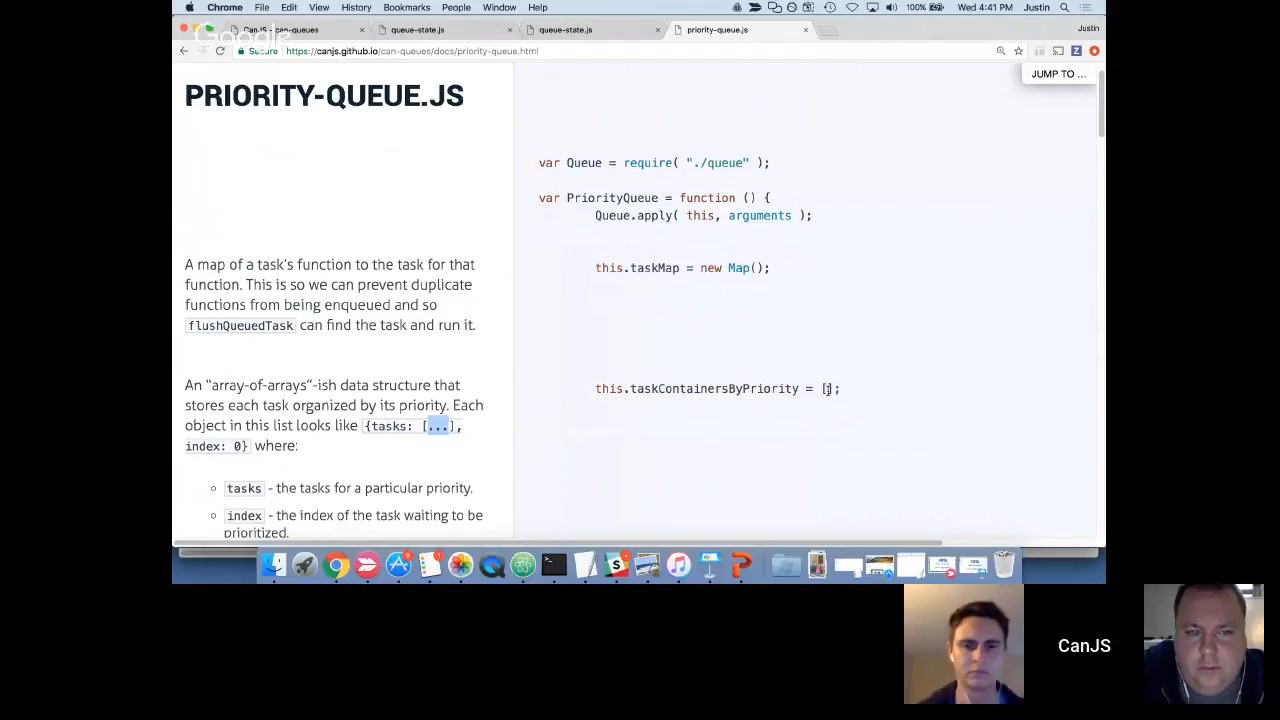 Chrome File Edit View History Bookmarks People Window Help 100% Wed 4:41 PM Justin
CanJS - can-queues × queue-state.js × queue-state.js × priority-queue.js × Justin
Google
Secure https://canjs.github.io/can-queues/docs/priority-queue.html
JUMP TO ...
PRIORITY-QUEUE.JS
var Queue = require( "./queue" );
var PriorityQueue = function () {
Queue.apply( this, arguments );
A map of a task's function to the task for that
function. This is so we can prevent duplicate
functions from being enqueued and so
flushQueuedTask can find the task and run it.
this.taskMap = new Map();
An “array-of-arrays”-ish data structure that
stores each task organized by its priority. Each
object in this list looks like {tasks: [...],
index: 0} where:
this.taskContainersByPriority = [];
tasks - the tasks for a particular priority.
index - the index of the task waiting to be
prioritized.
CanJS